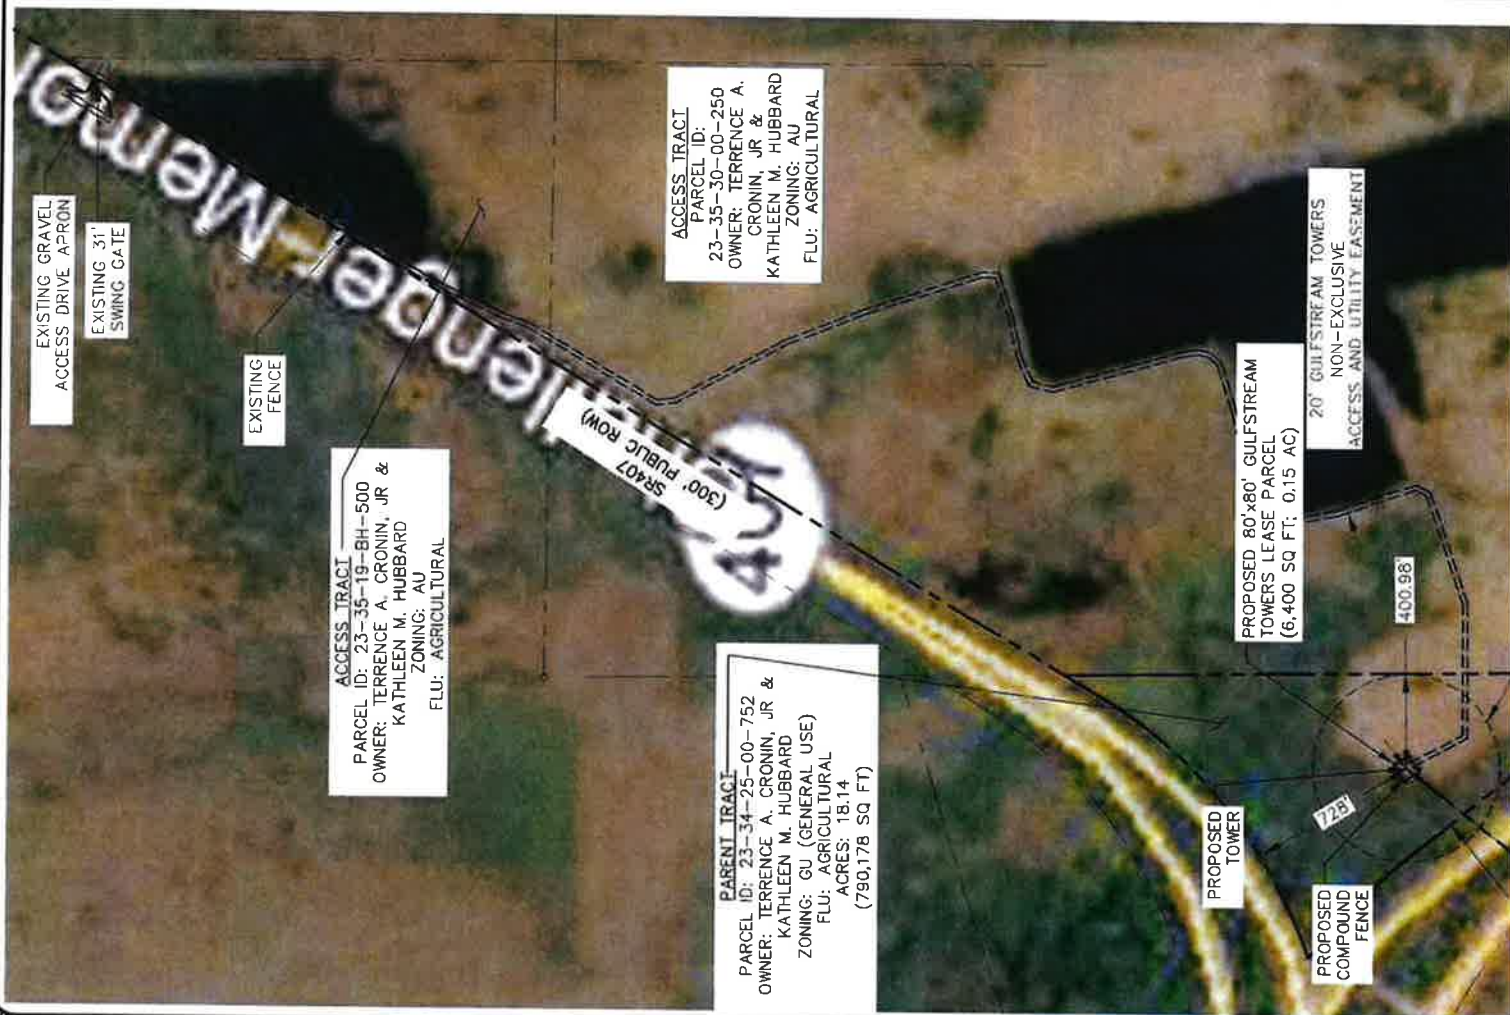 EXISTING GRAVEL
ACCESS DRIVE APRON
EXISTING 31'
SWING GATE
EXISTING
FENCE
ACCESS TRACT
PARCEL ID: 23-35-19-BH-500
OWNER: TERRENCE A. CRONIN, JR &
KATHLEEN M. HUBBARD
ZONING: AU
FLU: AGRICULTURAL
ACCESS TRACT
PARCEL ID:
23-35-30-00-250
OWNER: TERRENCE A.
CRONIN, JR &
KATHLEEN M. HUBBARD
ZONING: AU
FLU: AGRICULTURAL
SR407
(300' PUBLIC ROW)
PARENT TRACT
PARCEL ID: 23-34-25-00-752
OWNER: TERRENCE A. CRONIN, JR &
KATHLEEN M. HUBBARD
ZONING: GU (GENERAL USE)
FLU: AGRICULTURAL
ACRES: 18.14
(790,178 SQ FT)
20' GULFSTREAM TOWERS
NON-EXCLUSIVE
ACCESS AND UTILITY EASEMENT
PROPOSED 80'x80' GULFSTREAM
TOWERS LEASE PARCEL
(6,400 SQ FT; 0.15 AC)
400.98'
728'
PROPOSED
TOWER
PROPOSED
COMPOUND
FENCE